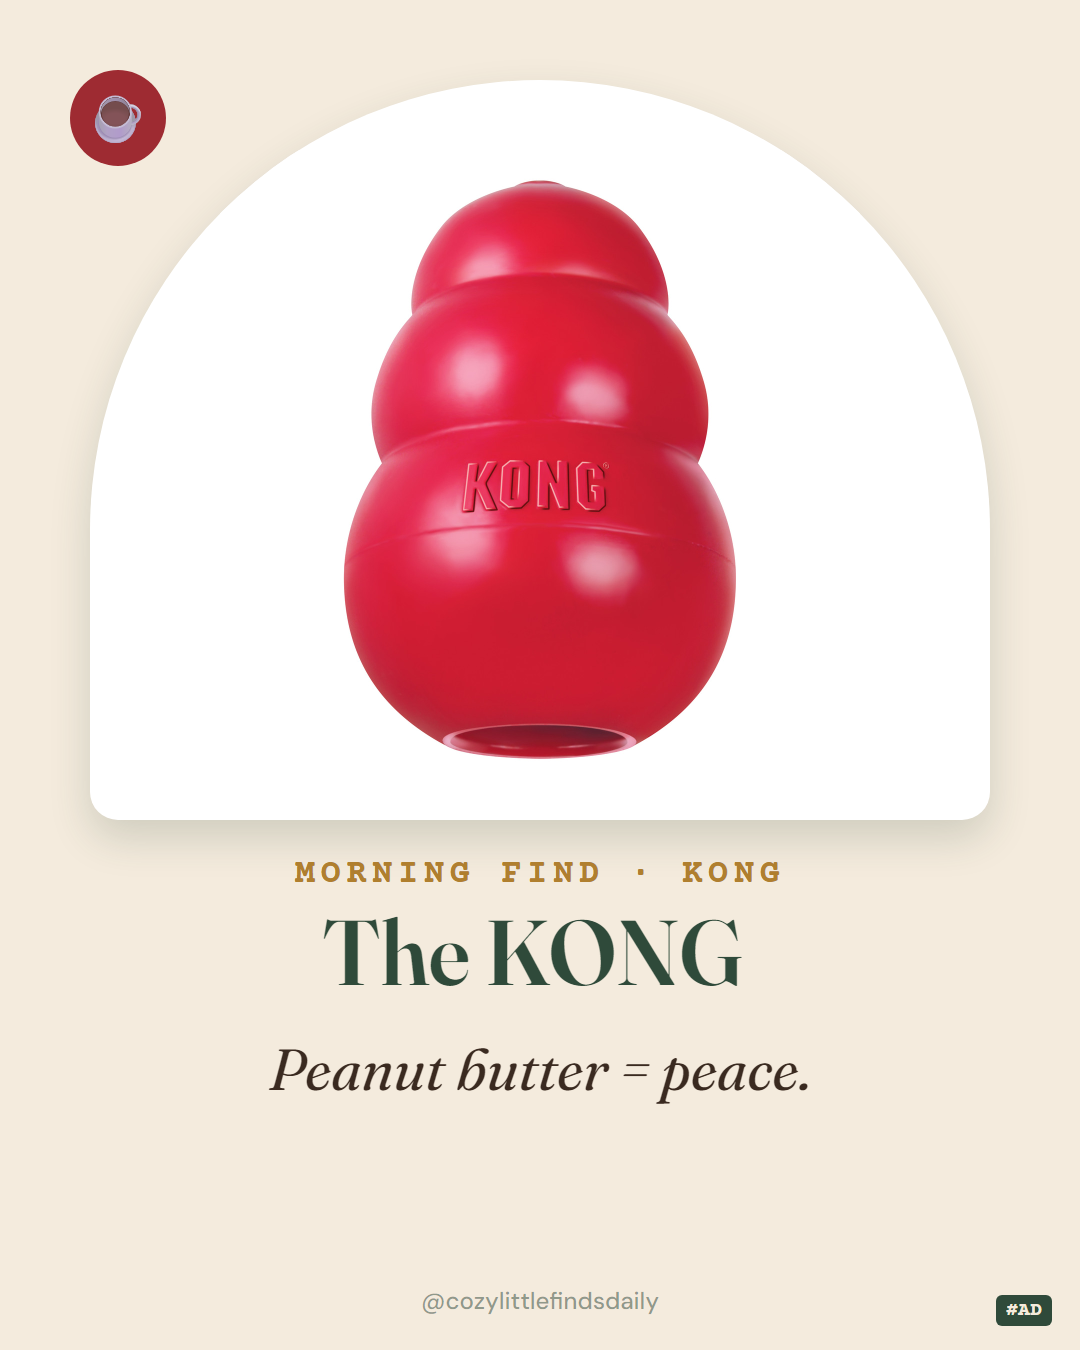 KONG®
MORNING FIND · KONG
The KONG
Peanut butter = peace.
@cozylittlefindsdaily
#AD